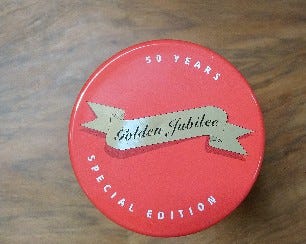 50 YEARS
Golden Jubilee
SPECIAL EDITION